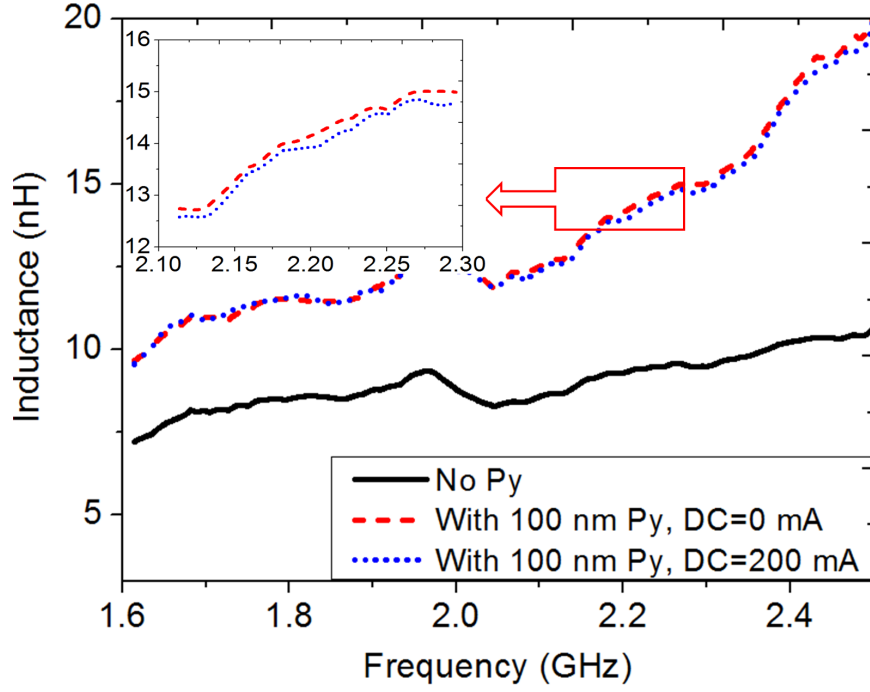 20
15
10
5
Inductance (nH)
16
15
14
13
12
2.10 2.15 2.20 2.25 2.30
No Py
With 100 nm Py, DC=0 mA
With 100 nm Py, DC=200 mA
1.6 1.8 2.0 2.2 2.4
Frequency (GHz)